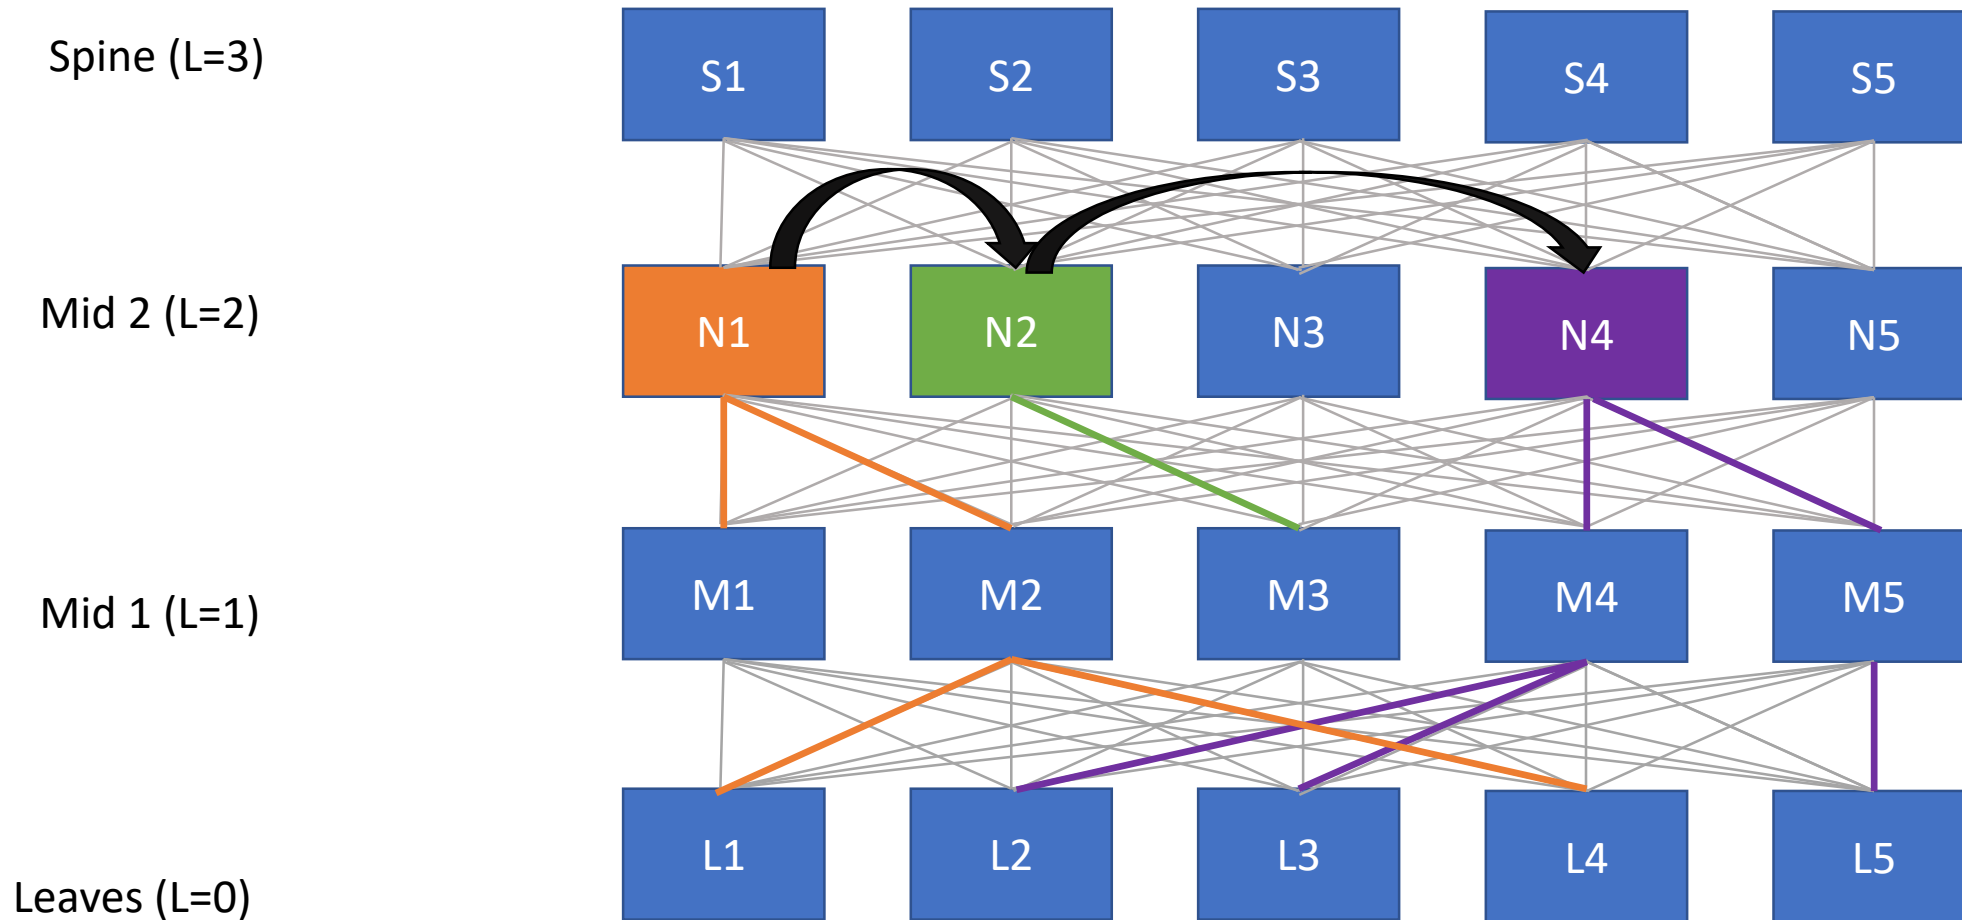 Spine (L=3)
S1 S2 S3 S4 S5
Mid 2 (L=2)
N1 N2 N3 N4 N5
Mid 1 (L=1)
M1 M2 M3 M4 M5
Leaves (L=0)
L1 L2 L3 L4 L5